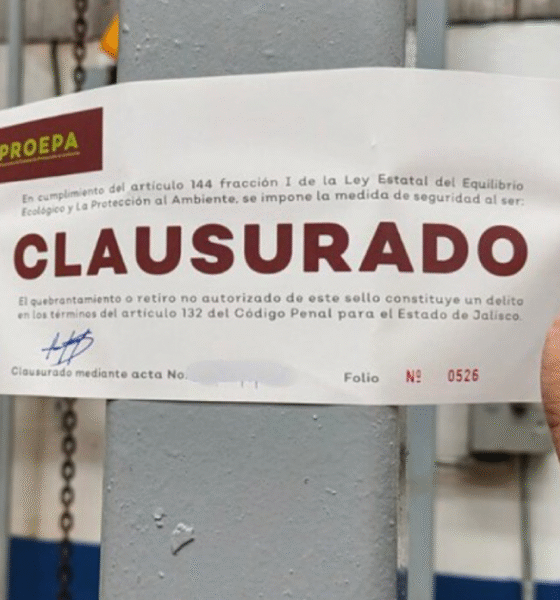 PROEPA
En cumplimiento del artículo 144 fracción I de la Ley Estatal del Equilibrio
Ecológico y La Protección al Ambiente, se impone la medida de seguridad al ser:
CLAUSURADO
El quebrantamiento o retiro no autorizado de este sello constituye un delito
en los términos del artículo 132 del Código Penal para el Estado de Jalisco.
Clausurado mediante acta No. Folio Nº 0526